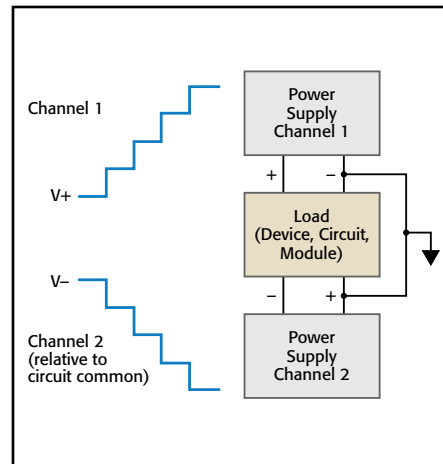 Channel 1
V+
V–
Channel 2
(relative to
circuit common)
Power
Supply
Channel 1
+ –
Load
(Device, Circuit,
Module)
– +
Power
Supply
Channel 2